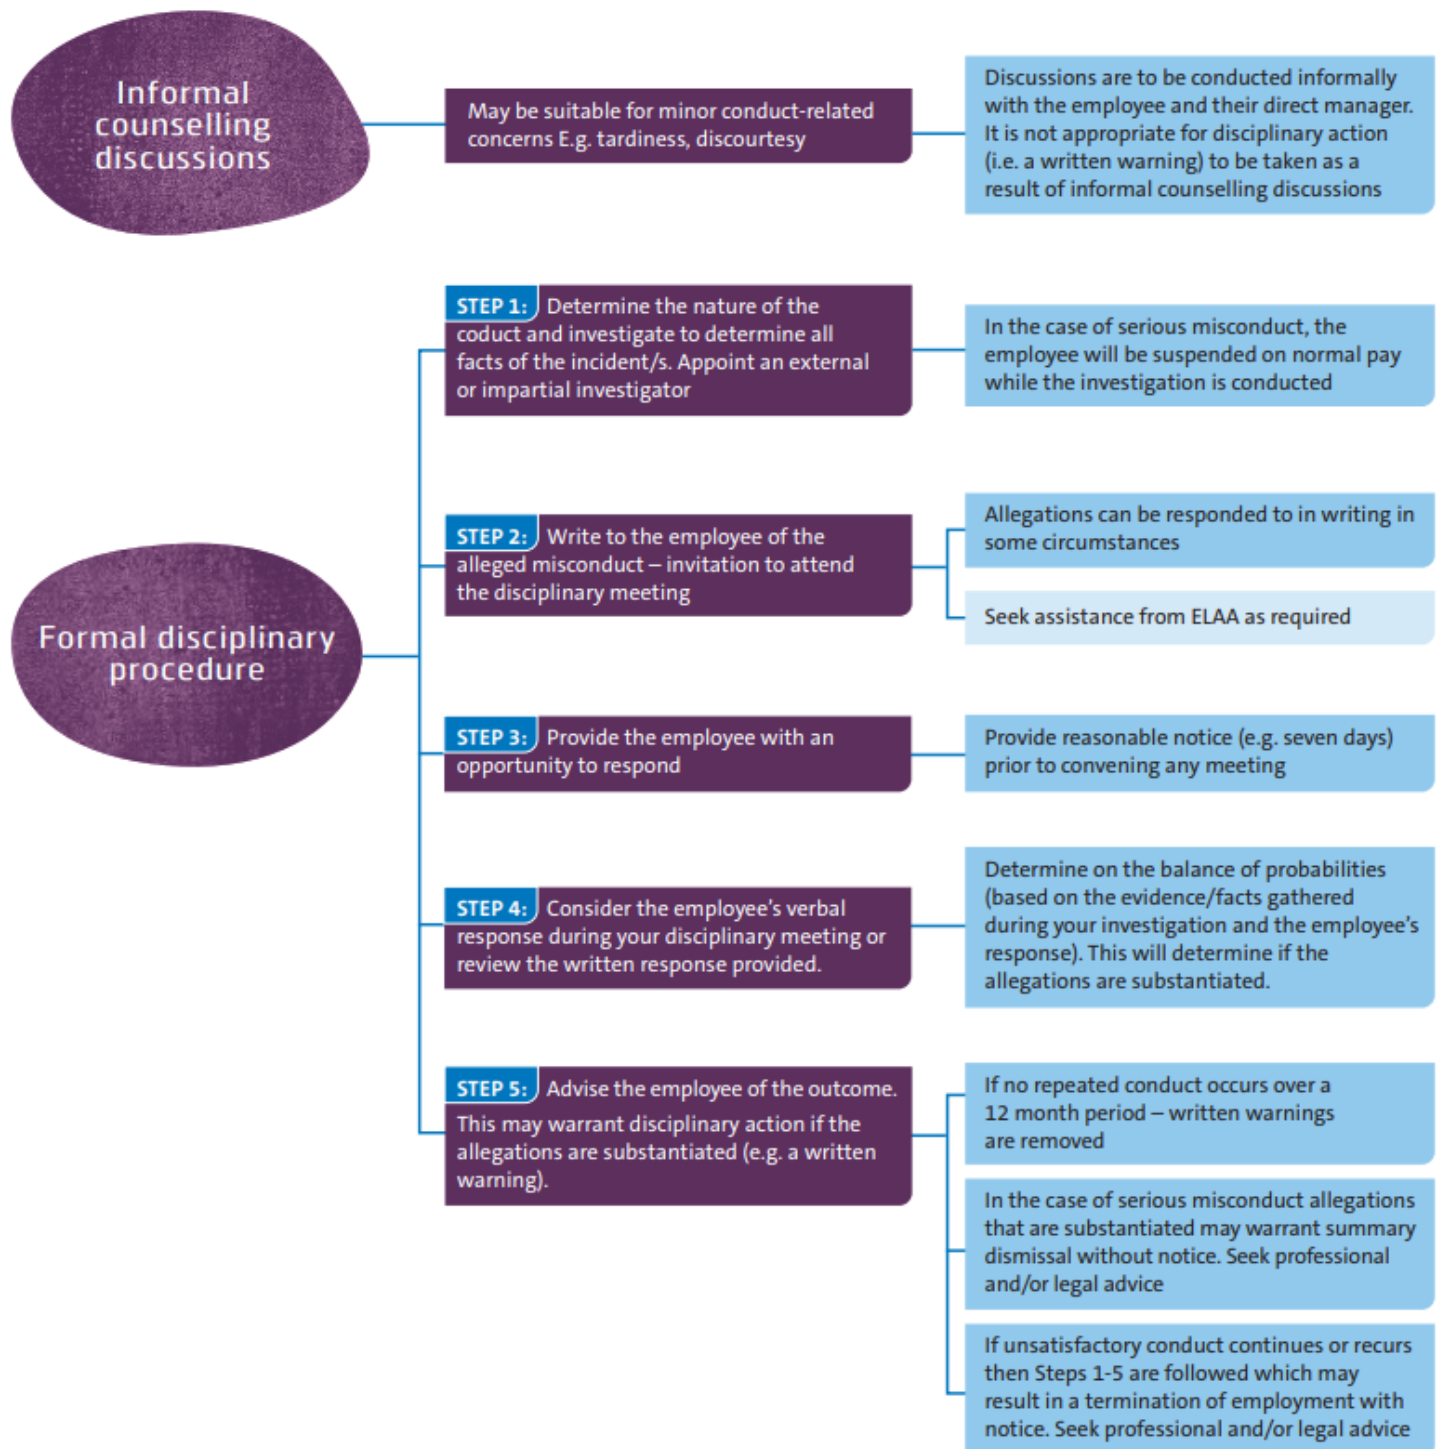 Informal
counselling
discussions
May be suitable for minor conduct-related
concerns E.g. tardiness, discourtesy
Discussions are to be conducted informally
with the employee and their direct manager.
It is not appropriate for disciplinary action
(i.e. a written warning) to be taken as a
result of informal counselling discussions
Formal disciplinary
procedure
STEP 1: Determine the nature of the
coduct and investigate to determine all
facts of the incident/s. Appoint an external
or impartial investigator
In the case of serious misconduct, the
employee will be suspended on normal pay
while the investigation is conducted
STEP 2: Write to the employee of the
alleged misconduct – invitation to attend
the disciplinary meeting
Allegations can be responded to in writing in
some circumstances
Seek assistance from ELAA as required
STEP 3: Provide the employee with an
opportunity to respond
Provide reasonable notice (e.g. seven days)
prior to convening any meeting
STEP 4: Consider the employee's verbal
response during your disciplinary meeting or
review the written response provided.
Determine on the balance of probabilities
(based on the evidence/facts gathered
during your investigation and the employee's
response). This will determine if the
allegations are substantiated.
STEP 5: Advise the employee of the outcome.
This may warrant disciplinary action if the
allegations are substantiated (e.g. a written
warning).
If no repeated conduct occurs over a
12 month period – written warnings
are removed
In the case of serious misconduct allegations
that are substantiated may warrant summary
dismissal without notice. Seek professional
and/or legal advice
If unsatisfactory conduct continues or recurs
then Steps 1-5 are followed which may
result in a termination of employment with
notice. Seek professional and/or legal advice